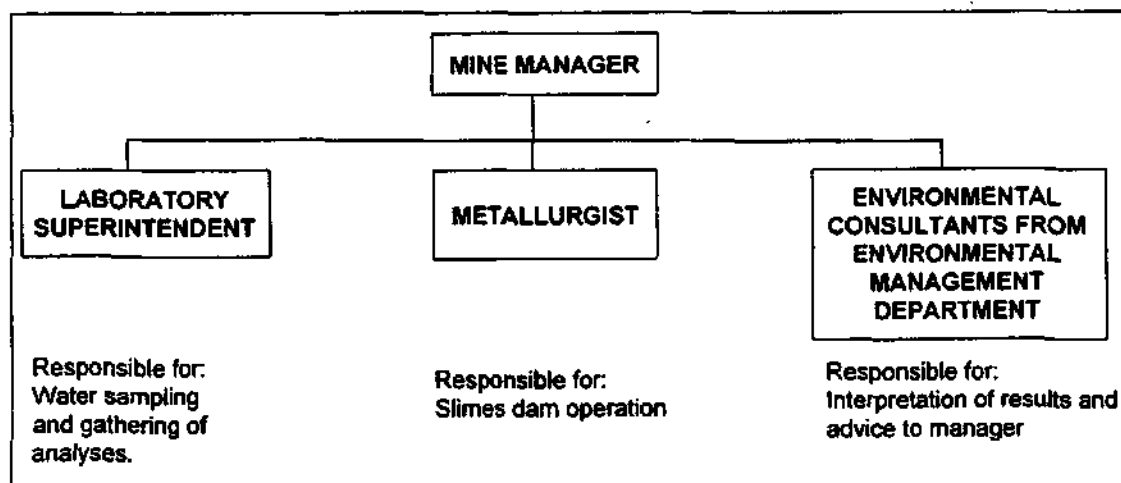 MINE MANAGER
LABORATORY
SUPERINTENDENT
METALLURGIST
ENVIRONMENTAL
CONSULTANTS FROM
ENVIRONMENTAL
MANAGEMENT
DEPARTMENT
Responsible for:
Water sampling
and gathering of
analyses.
Responsible for:
Slimes dam operation
Responsible for:
Interpretation of results and
advice to manager